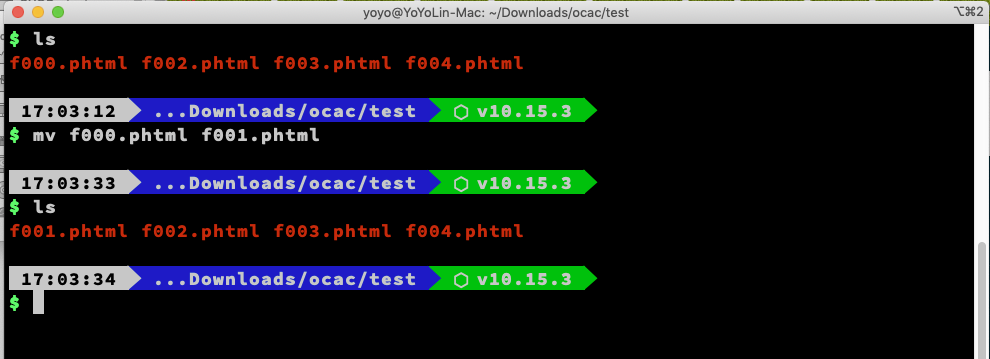 yoyo@YoYoLin-Mac: ~/Downloads/ocac/test ⌥⌘2
$ ls
f000.phtml f002.phtml f003.phtml f004.phtml
17:03:12 ...Downloads/ocac/test ⬡ v10.15.3
$ mv f000.phtml f001.phtml
17:03:33 ...Downloads/ocac/test ⬡ v10.15.3
$ ls
f001.phtml f002.phtml f003.phtml f004.phtml
17:03:34 ...Downloads/ocac/test ⬡ v10.15.3
$